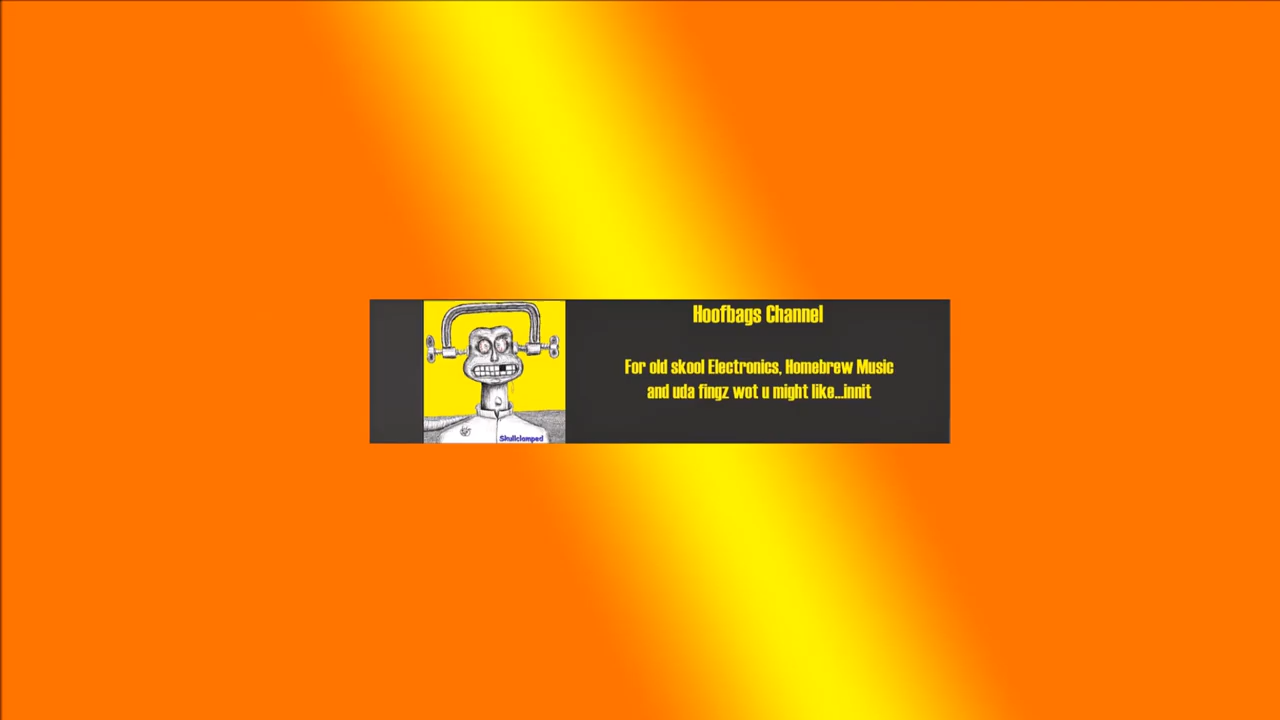 Hoofbags Channel
For old skool Electronics, Homebrew Music
and uda fingz wot u might like...innit
Skullclamped